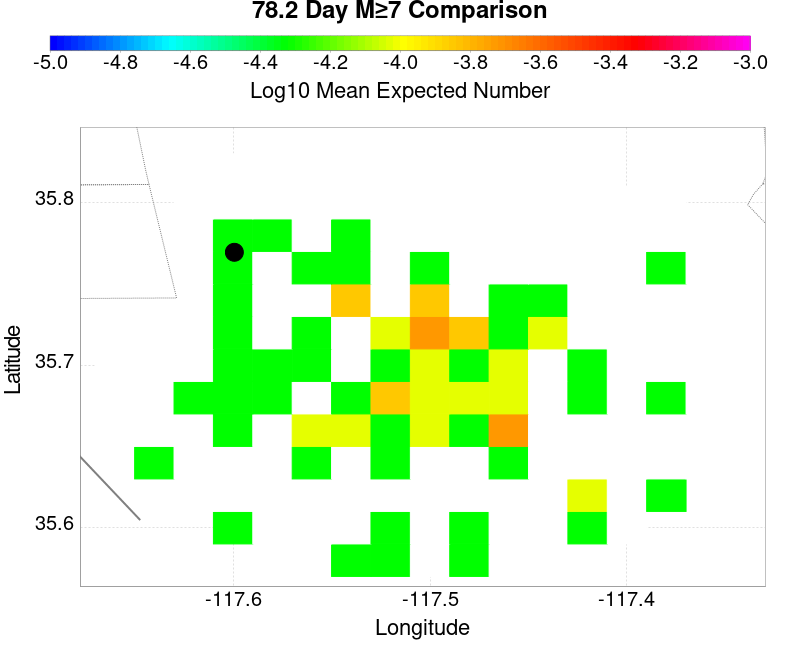 78.2 Day M≥7 Comparison
-5.0 -4.8 -4.6 -4.4 -4.2 -4.0 -3.8 -3.6 -3.4 -3.2 -3.0
Log10 Mean Expected Number
35.8
35.7
35.6
Latitude
-117.6 -117.5 -117.4
Longitude